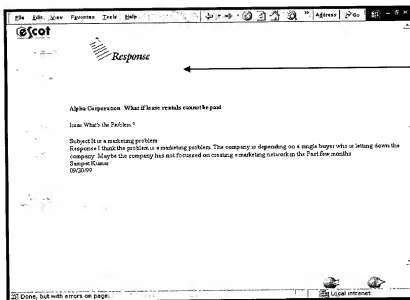 File Edit View Favorites Tools Help Address Go
Response
Alpha Corporation. What if lease rentals cannot be paid
Issue What's the Problem ?
Subject It is a marketing problem
Response I think the problem is a marketing problem. The company is depending on a single buyer who is letting down the
company. Maybe the company has not focussed on creating a marketing network in the Past few months
Sampat Kumar
09/20/99
Done, but with errors on page.
Local intranet